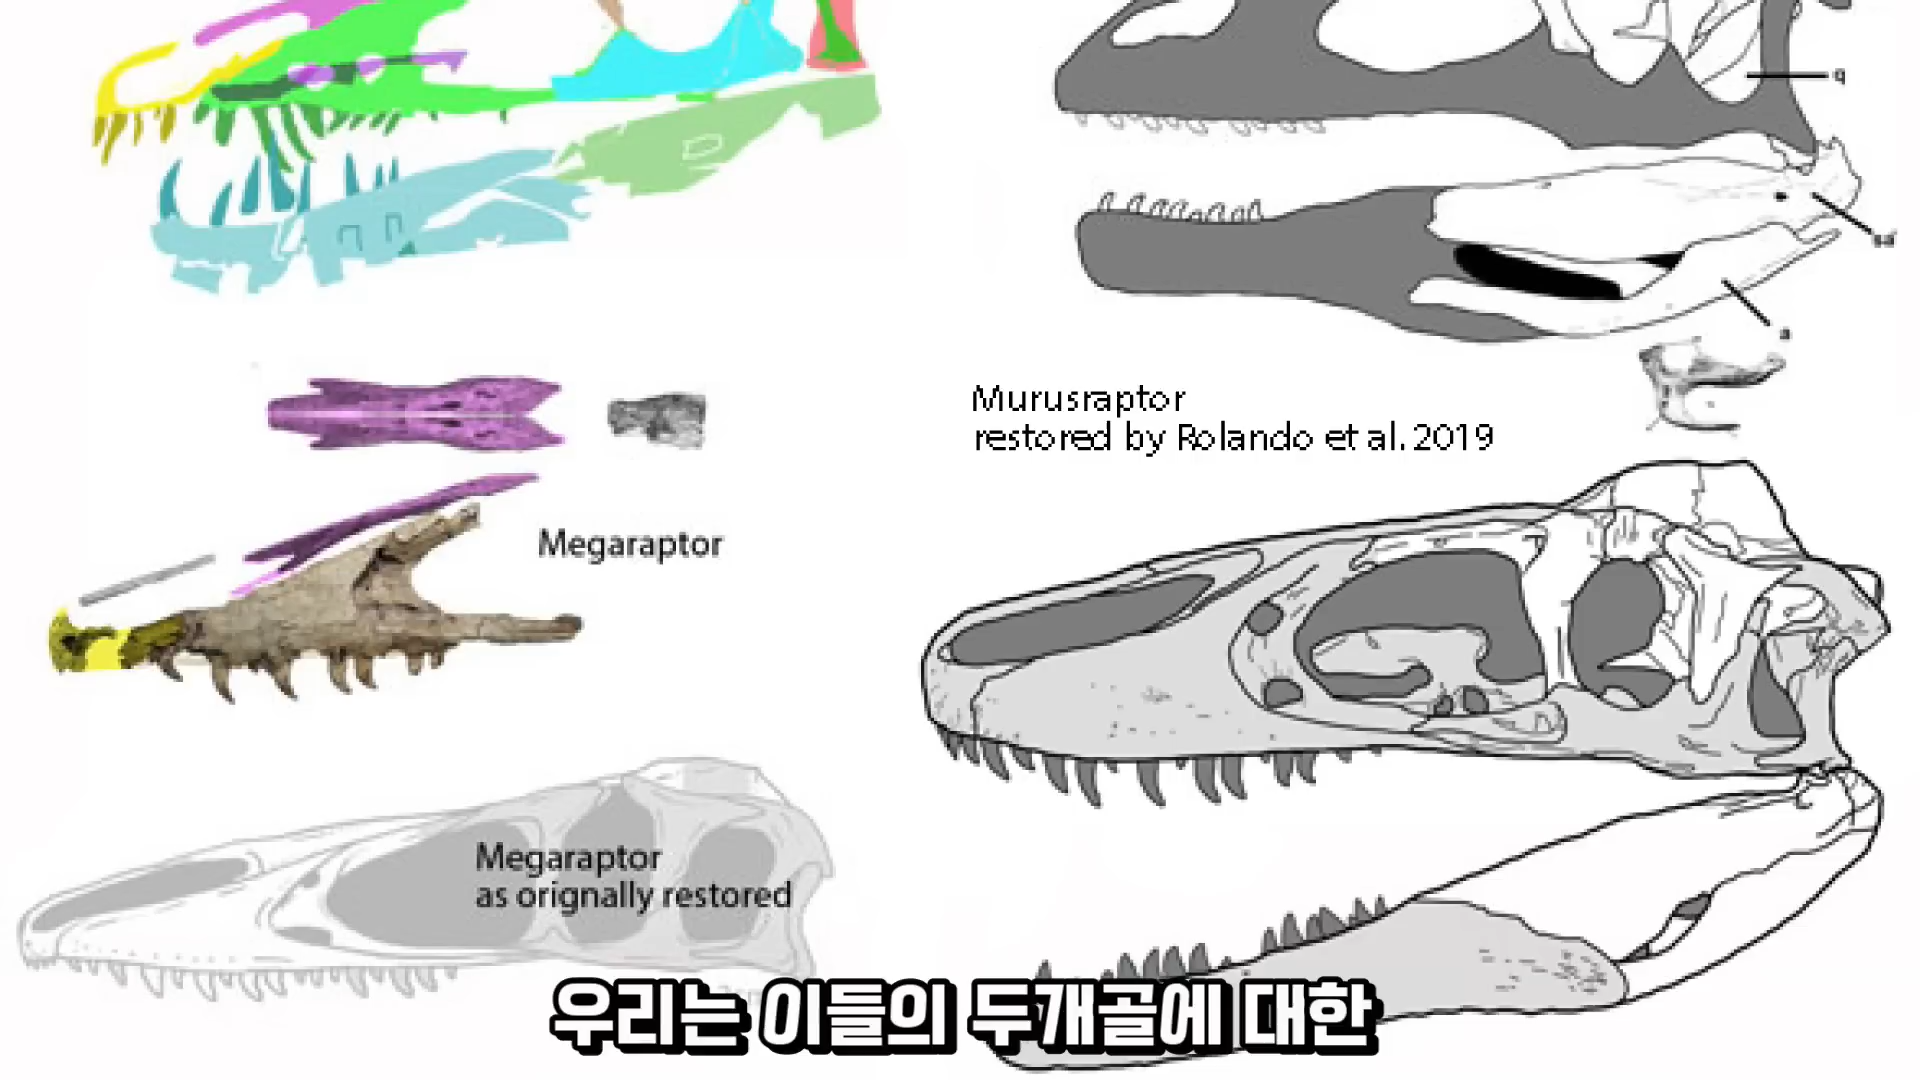 q
sa
a
Murusraptor
restored by Rolando et al. 2019
Megaraptor
Megaraptor
as orignally restored
우리는 이들의 두개골에 대한